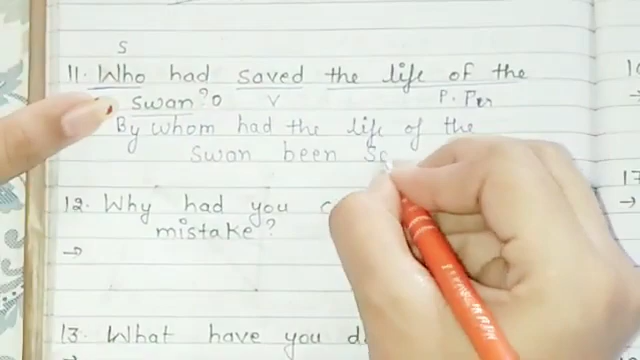 S
11. Who had saved the life of the
swan? O V P. Per
By whom had the life of the
swan been
12. Why had you
mistake?
→
13. What have you